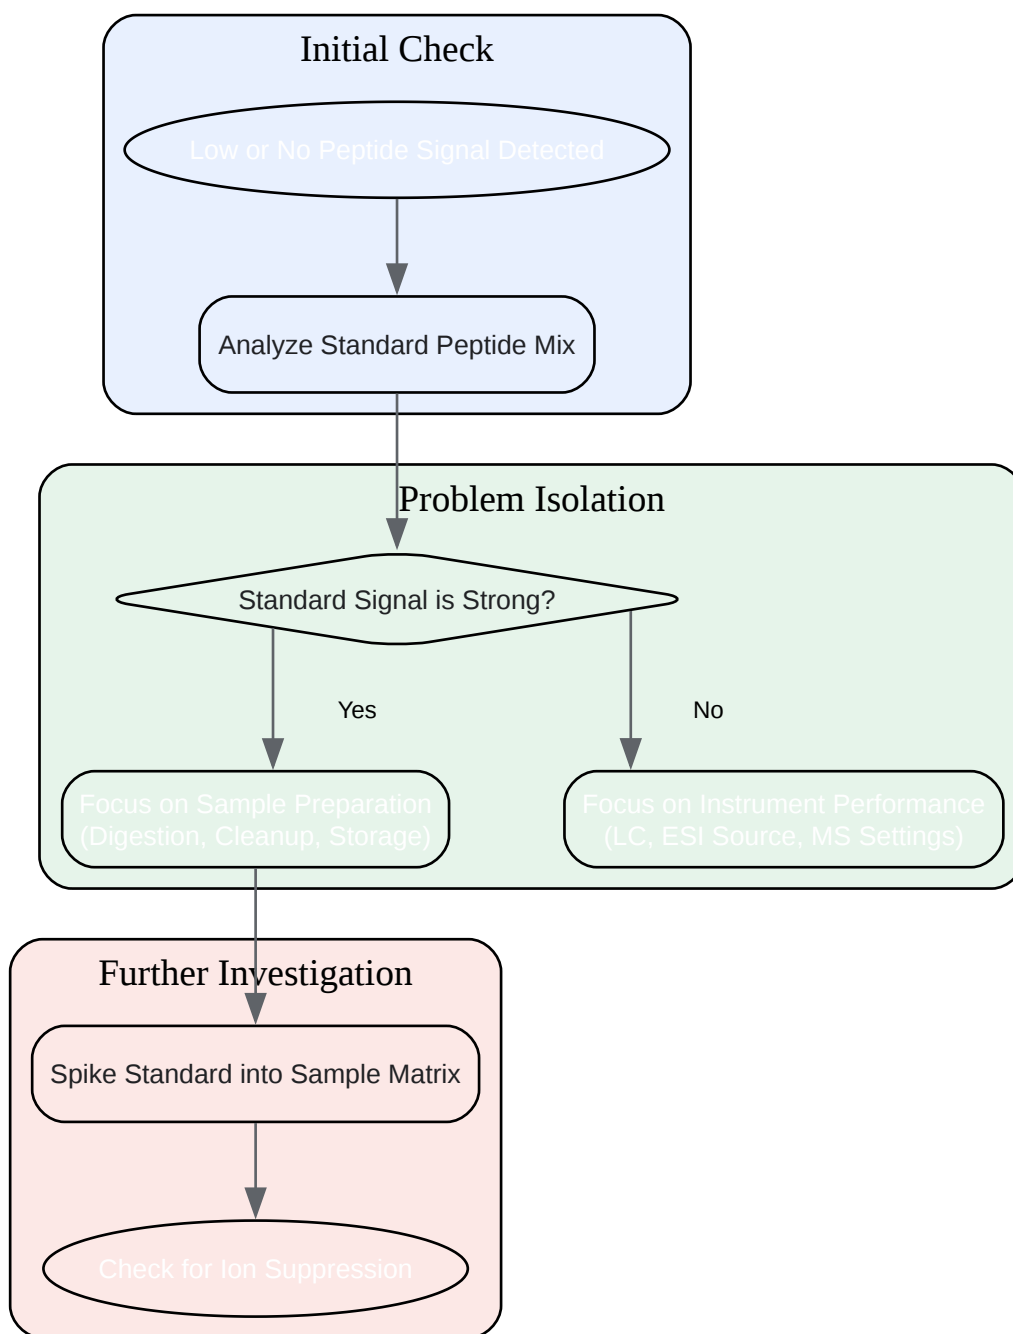 Initial Check
Low or No Peptide Signal Detected
Analyze Standard Peptide Mix
Problem Isolation
Standard Signal is Strong?
Yes
No
Focus on Sample Preparation
(Digestion, Cleanup, Storage)
Focus on Instrument Performance
(LC, ESI Source, MS Settings)
Further Investigation
Spike Standard into Sample Matrix
Check for Ion Suppression